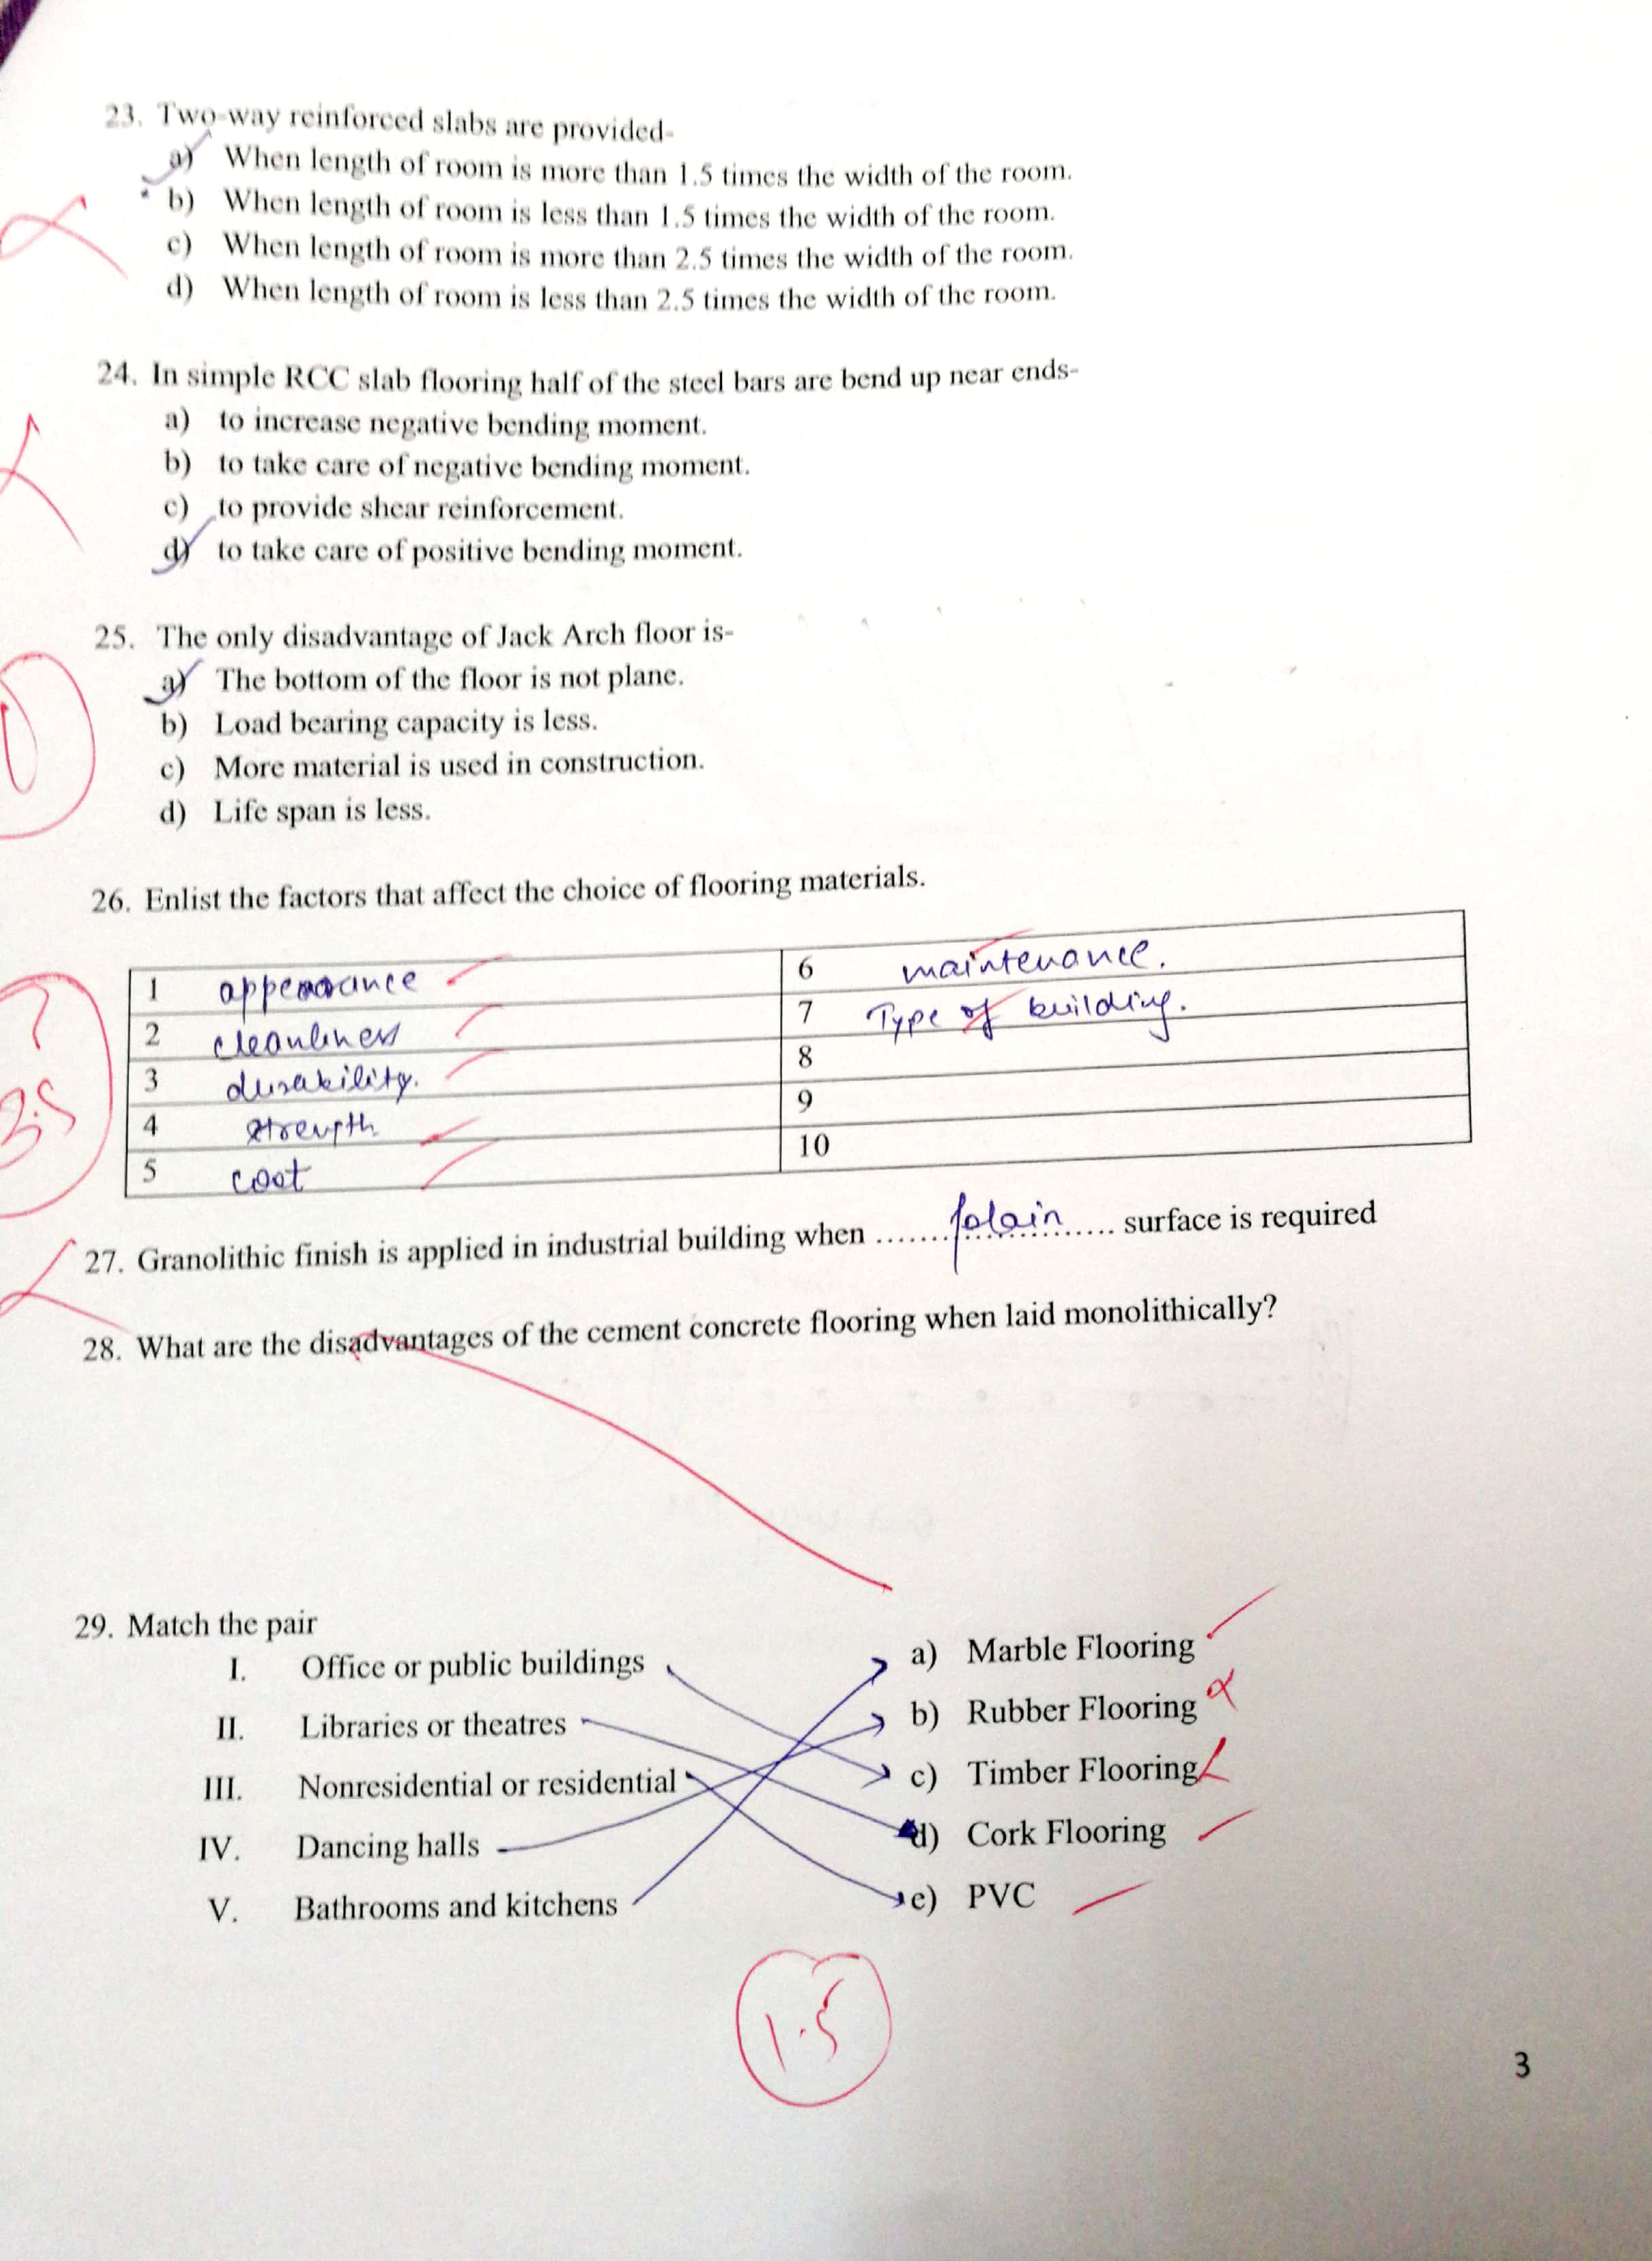 23. Two-way reinforced slabs are provided-
a) When length of room is more than 1.5 times the width of the room.
b) When length of room is less than 1.5 times the width of the room.
c) When length of room is more than 2.5 times the width of the room.
d) When length of room is less than 2.5 times the width of the room.
24. In simple RCC slab flooring half of the steel bars are bend up near ends-
a) to increase negative bending moment.
b) to take care of negative bending moment.
c) to provide shear reinforcement.
d) to take care of positive bending moment.
25. The only disadvantage of Jack Arch floor is-
a) The bottom of the floor is not plane.
b) Load bearing capacity is less.
c) More material is used in construction.
d) Life span is less.
26. Enlist the factors that affect the choice of flooring materials.
1 appearance 6 maintenance.
2 cleanliness 7 Type of building.
3 durability. 8
4 strength 9
5 cost 10
3.5
27. Granolithic finish is applied in industrial building when ....... plain ..... surface is required
28. What are the disadvantages of the cement concrete flooring when laid monolithically?
29. Match the pair
I. Office or public buildings a) Marble Flooring
II. Libraries or theatres b) Rubber Flooring
III. Nonresidential or residential c) Timber Flooring
IV. Dancing halls d) Cork Flooring
V. Bathrooms and kitchens e) PVC
1.5
3